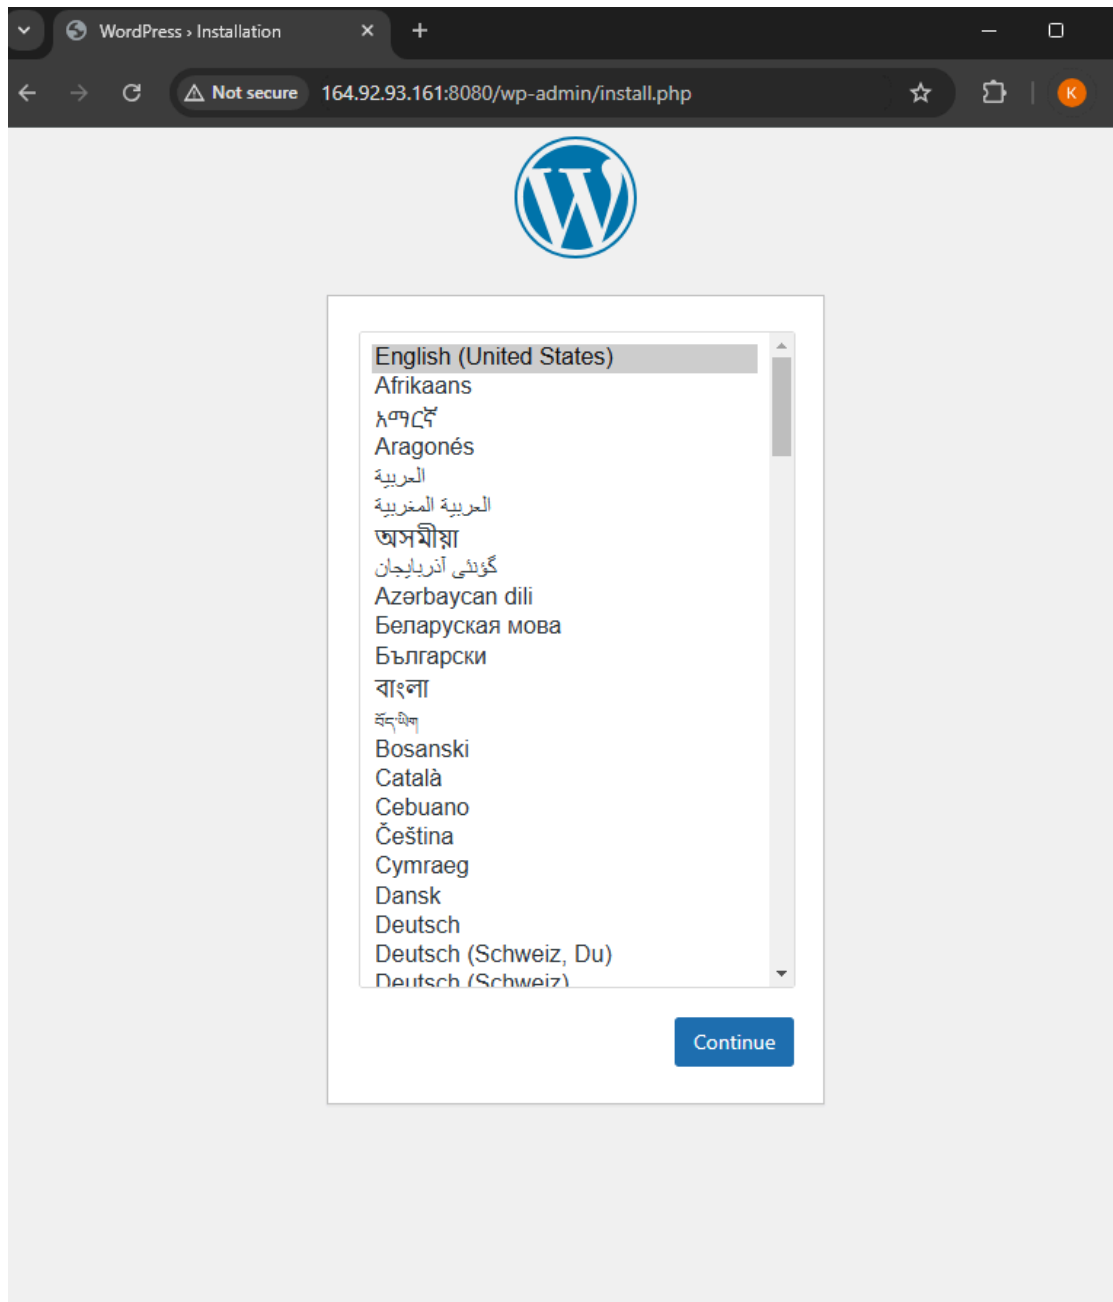 WordPress › Installation
Not secure
164.92.93.161:8080/wp-admin/install.php
K
English (United States)
Afrikaans
አማርኛ
Aragonés
العربية
العربية المغربية
অসমীয়া
گؤنئی آذربایجان
Azərbaycan dili
Беларуская мова
Български
বাংলা
བོད་ཡིག
Bosanski
Català
Cebuano
Čeština
Cymraeg
Dansk
Deutsch
Deutsch (Schweiz, Du)
Deutsch (Schweiz)
Continue